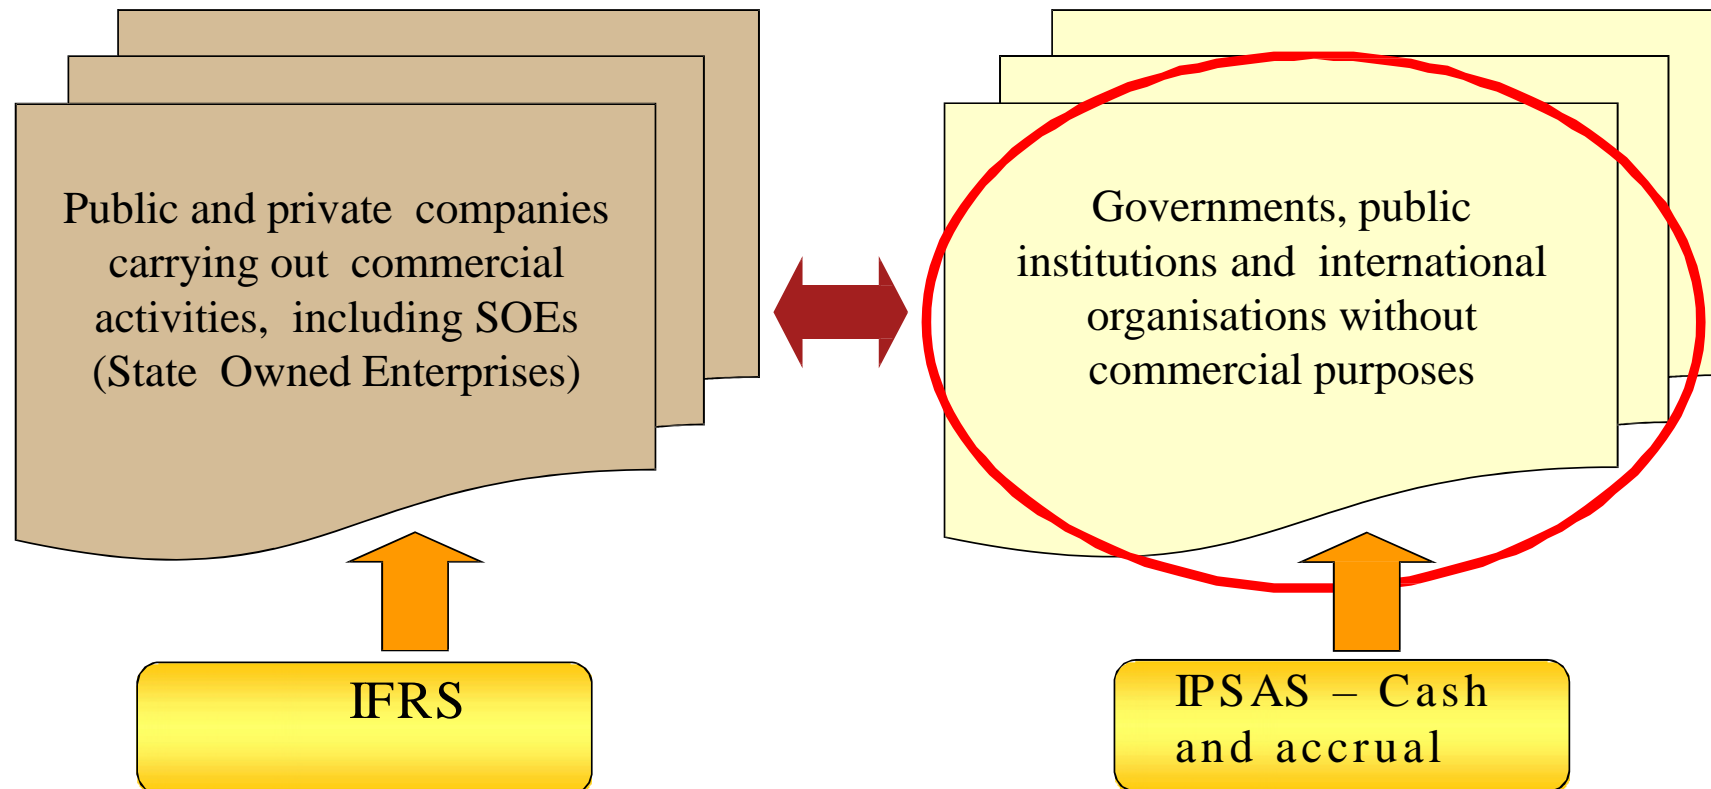 Public and private companies
carrying out commercial
activities, including SOEs
(State Owned Enterprises)
Governments, public
institutions and international
organisations without
commercial purposes
IFRS
IPSAS – Cash
and accrual